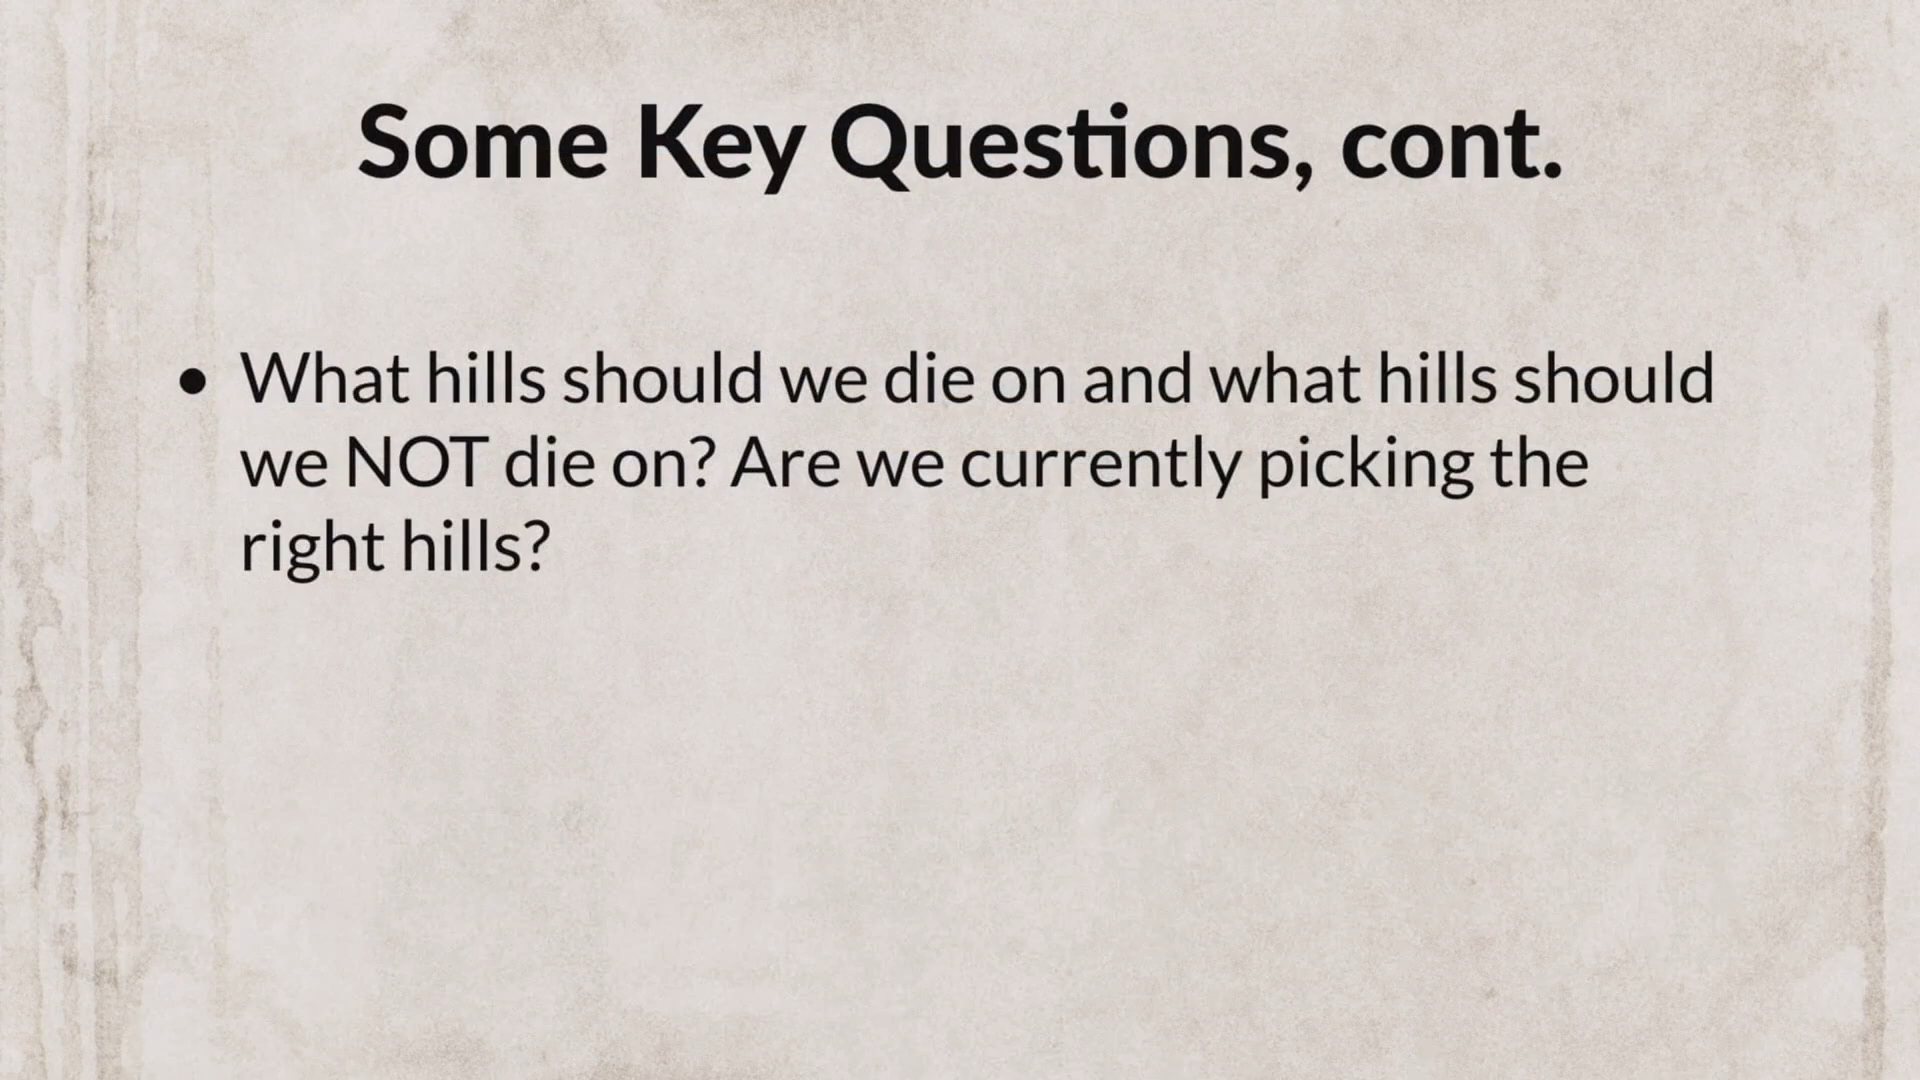 Some Key Questions, cont.
• What hills should we die on and what hills should
we NOT die on? Are we currently picking the
right hills?